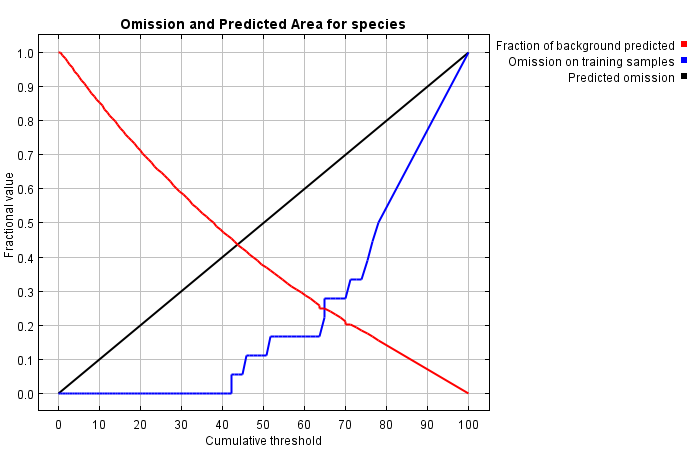 Omission and Predicted Area for species
Fraction of background predicted
Omission on training samples
Predicted omission
Fractional value
1.0
0.9
0.8
0.7
0.6
0.5
0.4
0.3
0.2
0.1
0.0
0 10 20 30 40 50 60 70 80 90 100
Cumulative threshold